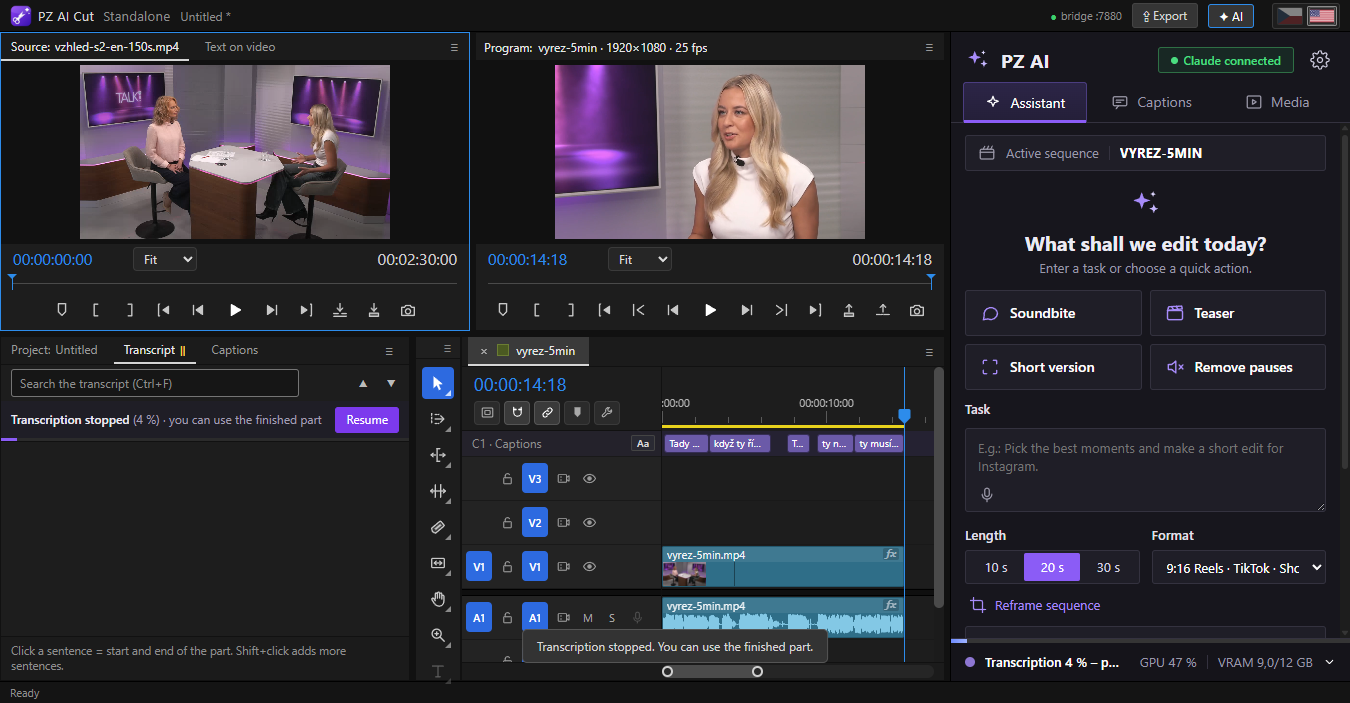 PZ AI Cut Standalone Untitled *
bridge :7880
Export
AI
Source: vzhled-s2-en-150s.mp4
Text on video
TALK!
00:00:00:00
Fit
00:02:30:00
Program: vyrez-5min · 1920×1080 · 25 fps
00:00:14:18
Fit
00:00:14:18
Project: Untitled
Transcript
Captions
Search the transcript (Ctrl+F)
Transcription stopped (4 %) · you can use the finished part
Resume
Click a sentence = start and end of the part. Shift+click adds more
sentences.
vyrez-5min
00:00:14:18
:00:00
00:00:10:00
C1 · Captions
Aa
Tady ...
když ty ří...
T...
ty n...
ty musí...
V3
V2
V1
V1
vyrez-5min.mp4
fx
A1
A1
M
S
vyrez-5min.mp4
fx
Transcription stopped. You can use the finished part.
PZ AI
Claude connected
Assistant
Captions
Media
Active sequence
VYREZ-5MIN
What shall we edit today?
Enter a task or choose a quick action.
Soundbite
Teaser
Short version
Remove pauses
Task
E.g.: Pick the best moments and make a short edit for
Instagram.
Length
Format
10 s
20 s
30 s
9:16 Reels · TikTok · Shc
Reframe sequence
Transcription 4 % – p...
GPU 47 %
VRAM 9,0/12 GB
Ready